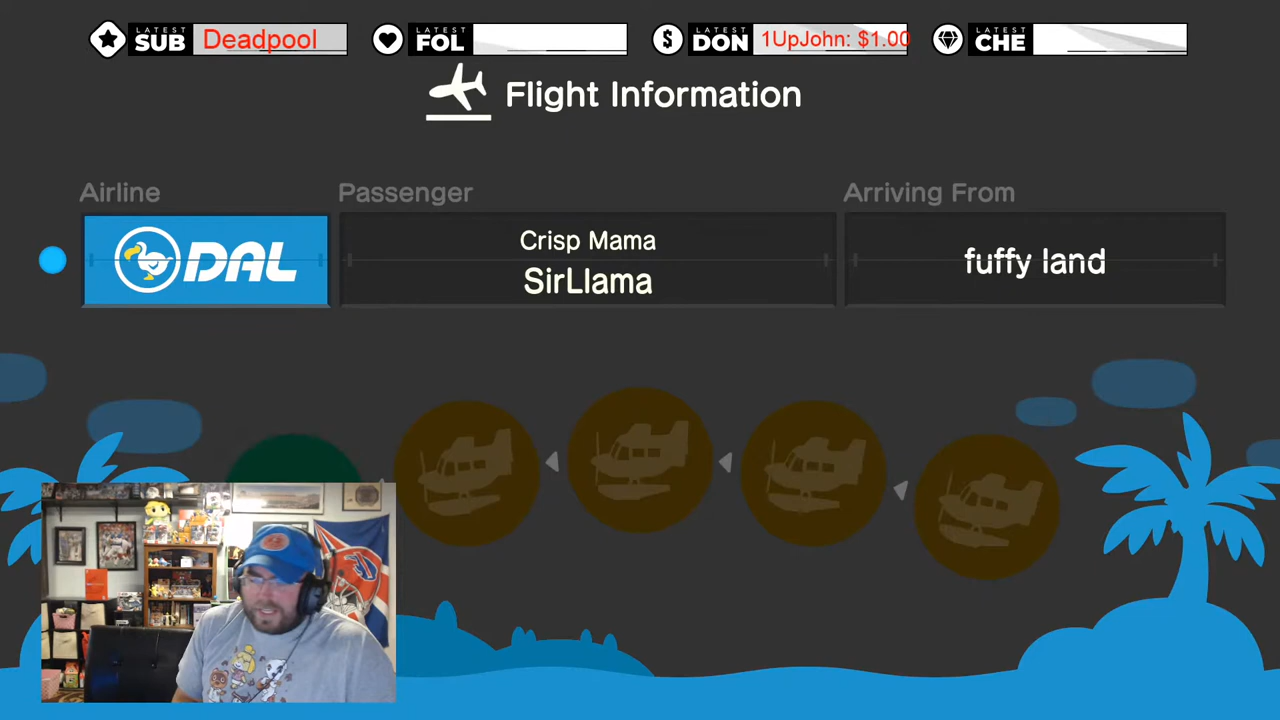 LATEST
SUB
Deadpool
LATEST
FOL
LATEST
DON
1UpJohn: $1.00
LATEST
CHE
Flight Information
Airline
Passenger
Arriving From
DAL
Crisp Mama
SirLlama
fuffy land